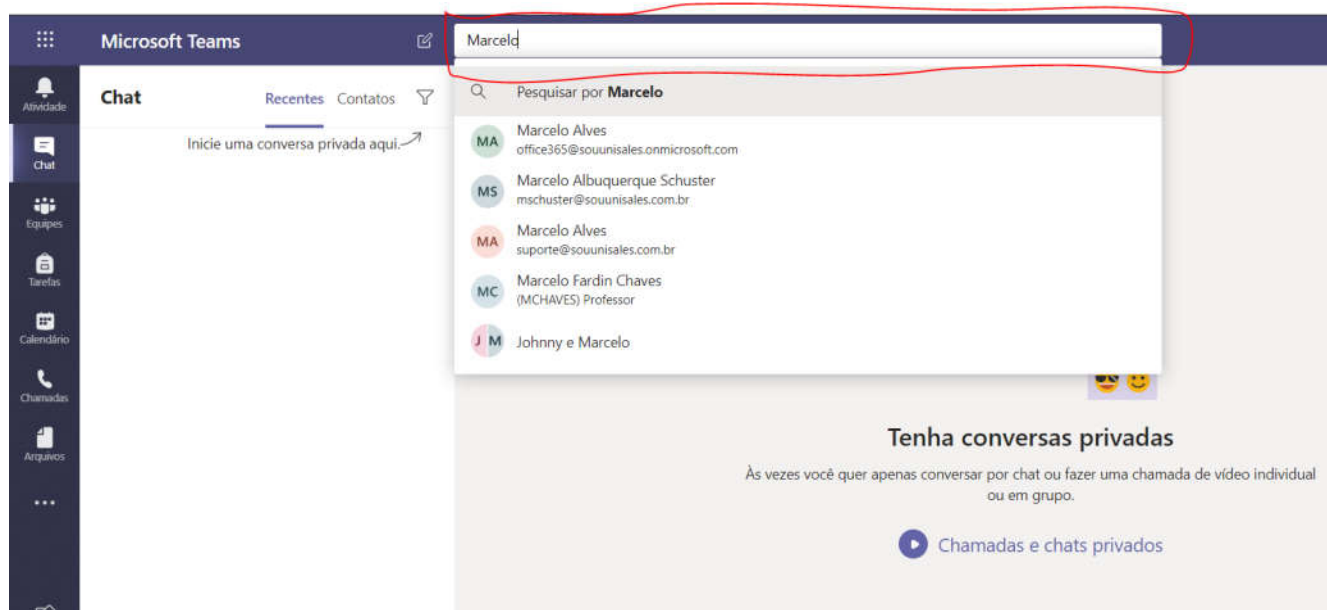 Microsoft Teams
Marcelo
Atividade
Chat
Equipes
Tarefas
Calendário
Chamadas
Arquivos
Chat
Recentes Contatos
Inicie uma conversa privada aqui.
Pesquisar por Marcelo
MA Marcelo Alves
office365@souunisales.onmicrosoft.com
MS Marcelo Albuquerque Schuster
mschuster@souunisales.com.br
MA Marcelo Alves
suporte@souunisales.com.br
MC Marcelo Fardin Chaves
(MCHAVES) Professor
J M Johnny e Marcelo
Tenha conversas privadas
Às vezes você quer apenas conversar por chat ou fazer uma chamada de vídeo individual
ou em grupo.
Chamadas e chats privados